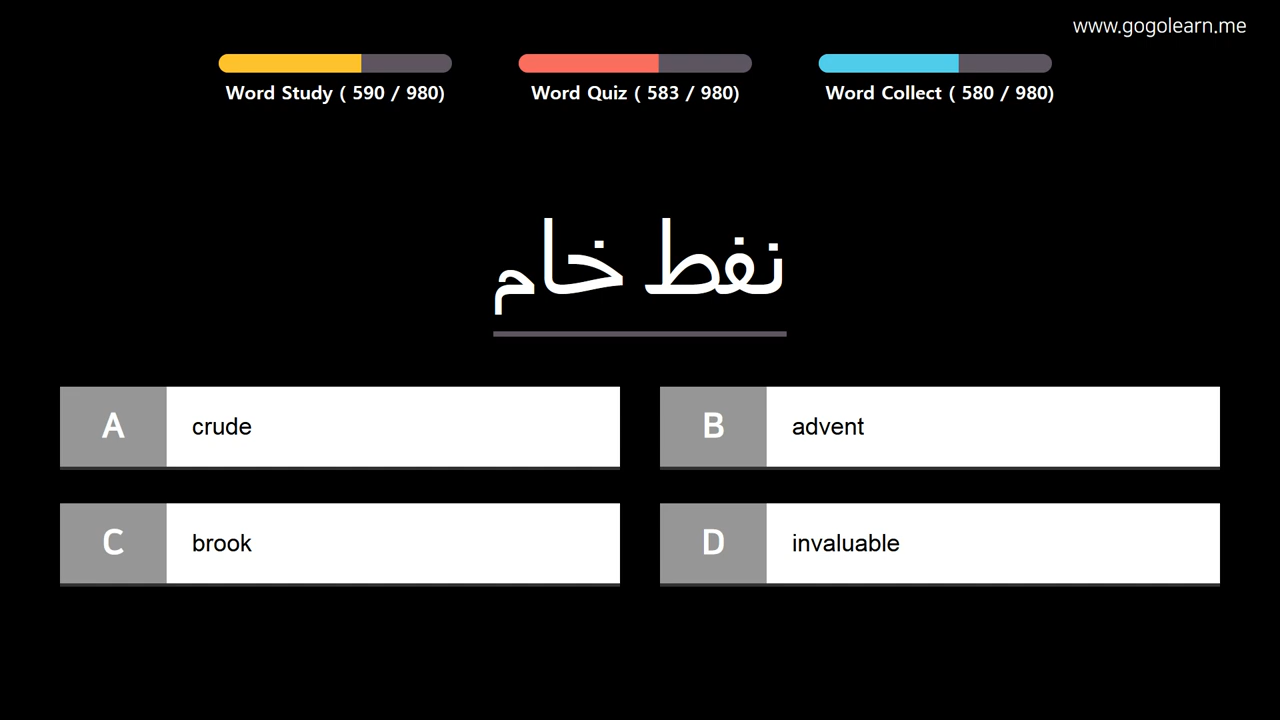 www.gogolearn.me
Word Study ( 590 / 980)
Word Quiz ( 583 / 980)
Word Collect ( 580 / 980)
نفط خام
A crude
B advent
C brook
D invaluable